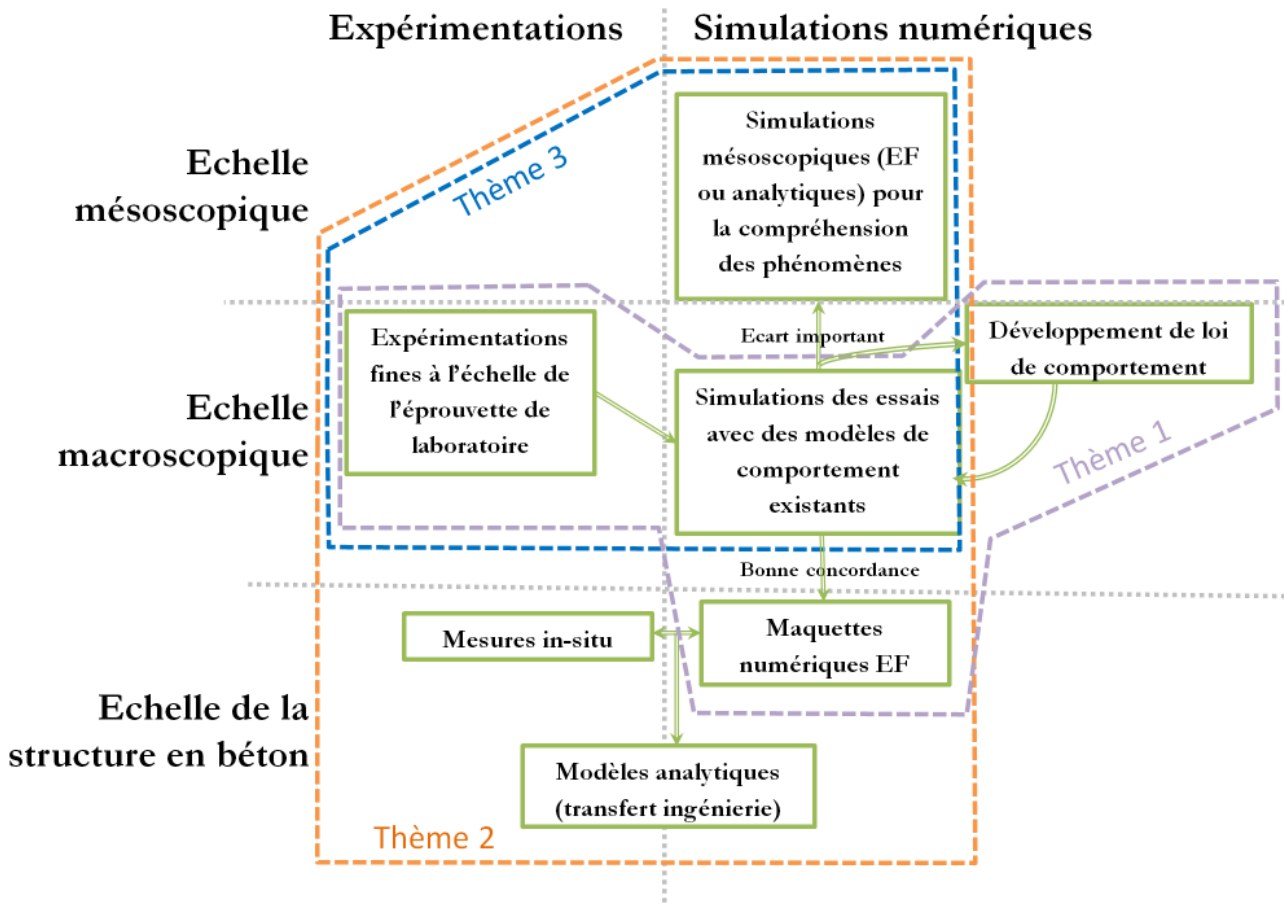 Expérimentations
Simulations numériques
Echelle
mésoscopique
Thème 3
Simulations
mésoscopiques (EF
ou analytiques) pour
la compréhension
des phénomènes
Echelle
macroscopique
Expérimentations
fines à l'échelle de
l'éprouvette de
laboratoire
Ecart important
Simulations des essais
avec des modèles de
comportement
existants
Développement de loi
de comportement
Thème 1
Bonne concordance
Echelle de la
structure en béton
Mesures in-situ
Maquettes
numériques EF
Modèles analytiques
(transfert ingénierie)
Thème 2